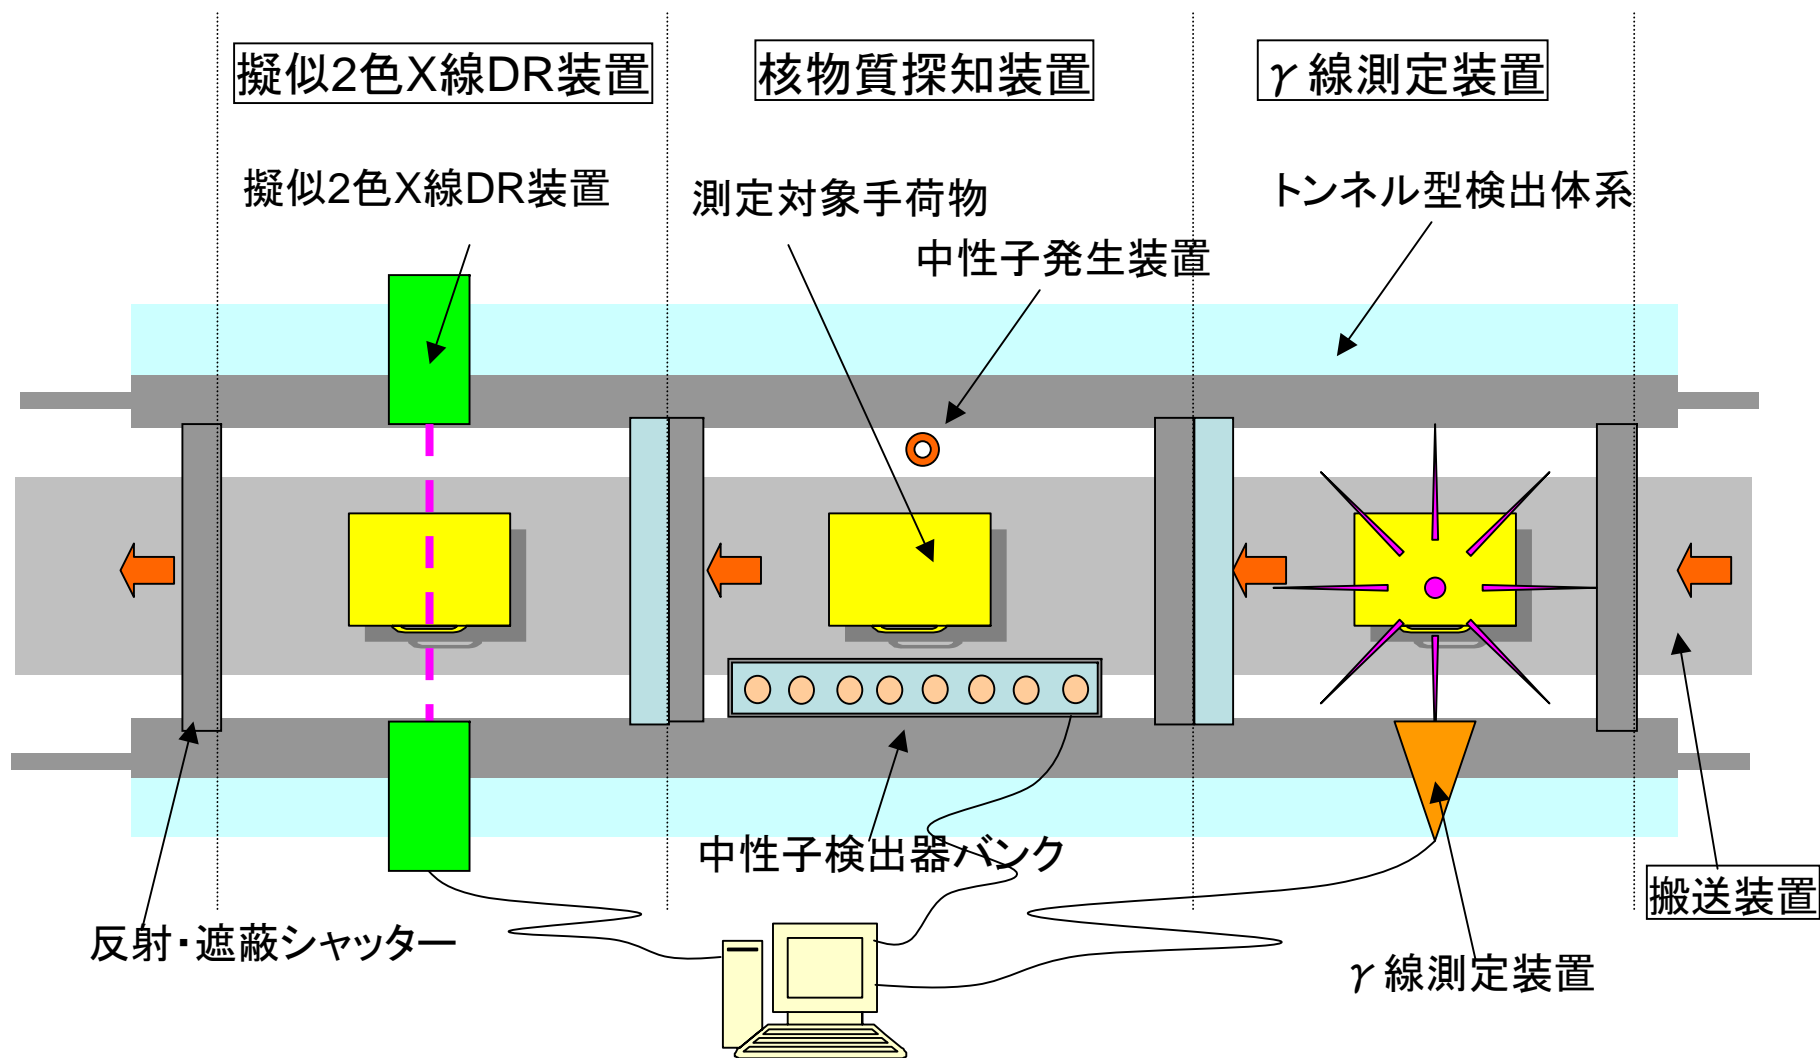 擬似2色X線DR装置
核物質探知装置
γ線測定装置
擬似2色X線DR装置
測定対象手荷物
トンネル型検出体系
中性子発生装置
中性子検出器バンク
搬送装置
反射・遮蔽シャッター
γ線測定装置